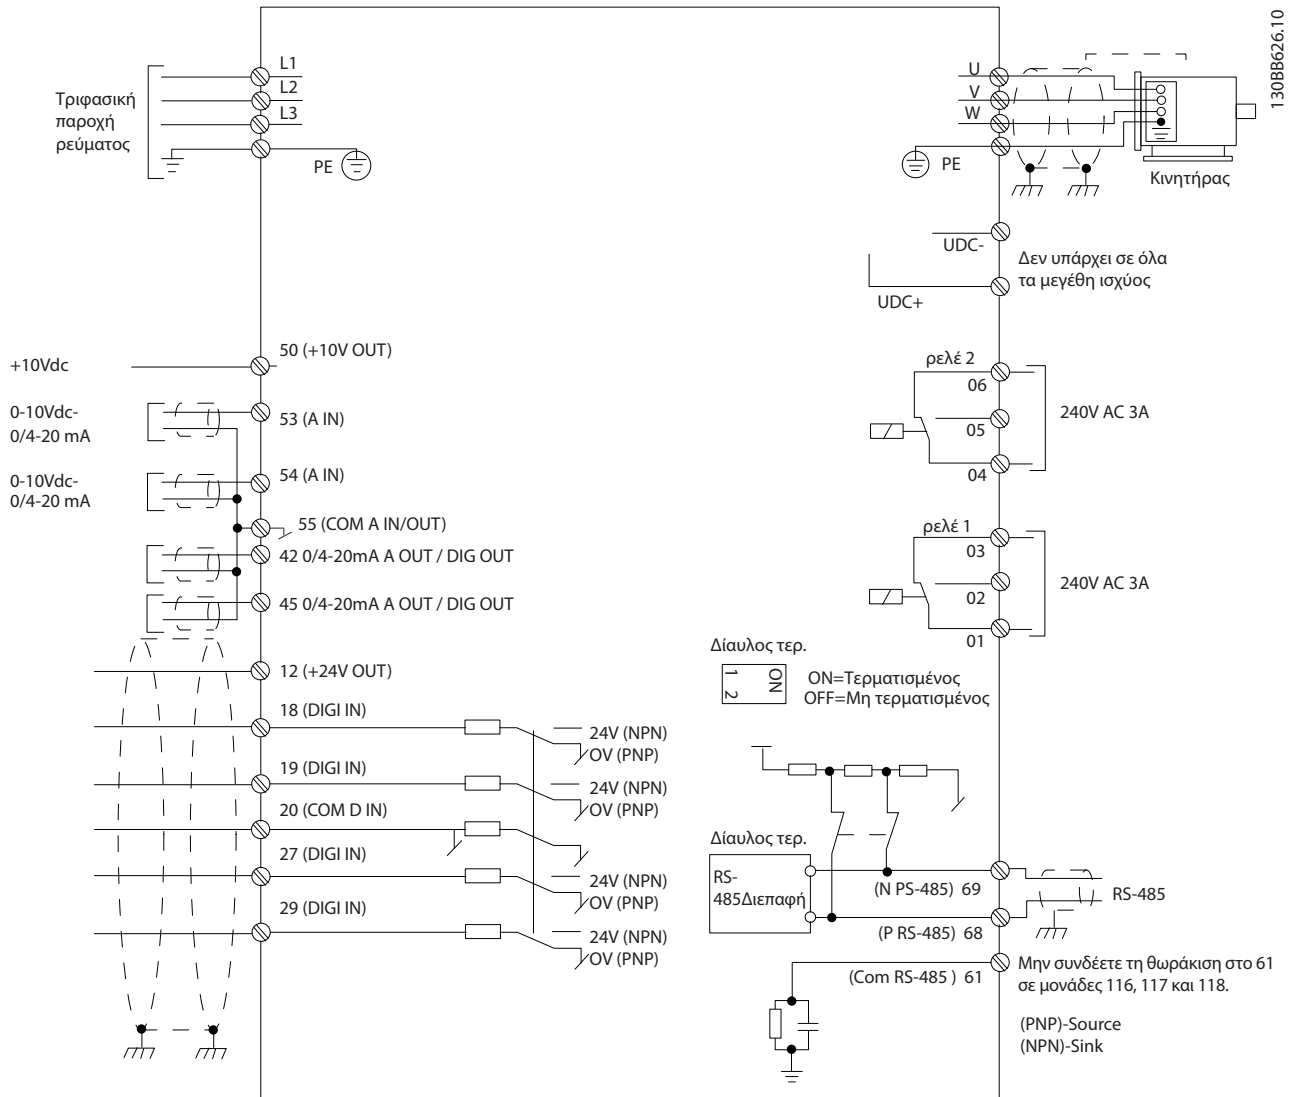 130BB626.10
Τριφασική
παροχή
ρεύματος
L1
L2
L3
PE
U
V
W
PE
Κινητήρας
UDC-
UDC+
Δεν υπάρχει σε όλα
τα μεγέθη ισχύος
+10Vdc
50 (+10V OUT)
0-10Vdc-
0/4-20 mA
53 (A IN)
0-10Vdc-
0/4-20 mA
54 (A IN)
55 (COM A IN/OUT)
42 0/4-20mA A OUT / DIG OUT
45 0/4-20mA A OUT / DIG OUT
12 (+24V OUT)
18 (DIGI IN)
24V (NPN)
OV (PNP)
19 (DIGI IN)
24V (NPN)
OV (PNP)
20 (COM D IN)
27 (DIGI IN)
24V (NPN)
OV (PNP)
29 (DIGI IN)
24V (NPN)
OV (PNP)
ρελέ 2
06
05
04
240V AC 3A
ρελέ 1
03
02
01
240V AC 3A
Δίαυλος τερ.
1 2 ON
ON=Τερματισμένος
OFF=Μη τερματισμένος
Δίαυλος τερ.
RS-
485Διεπαφή
(N PS-485) 69
(P RS-485) 68
RS-485
(Com RS-485 ) 61
Μην συνδέετε τη θωράκιση στο 61
σε μονάδες 116, 117 και 118.
(PNP)-Source
(NPN)-Sink